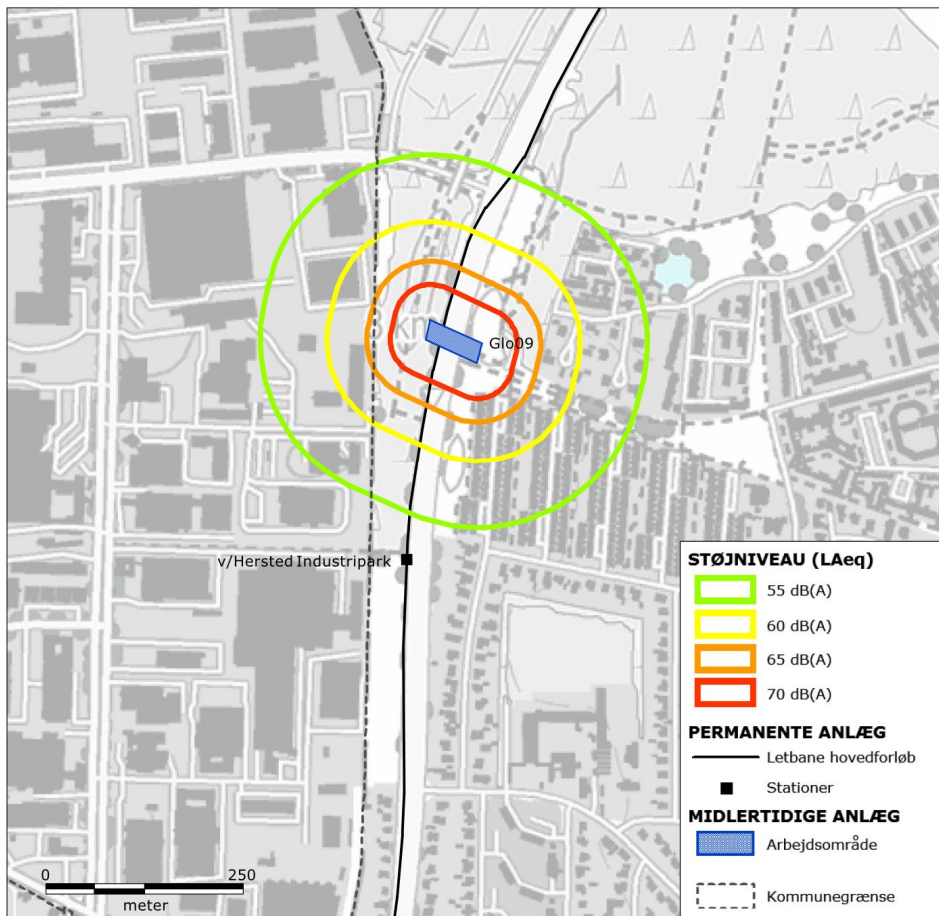 Glo09
v/Hersted Industripark
STØJNIVEAU (LAeq)
55 dB(A)
60 dB(A)
65 dB(A)
70 dB(A)
PERMANENTE ANLÆG
Letbane hovedforløb
Stationer
MIDLERTIDIGE ANLÆG
Arbejdsområde
Kommunegrænse
0 250
meter